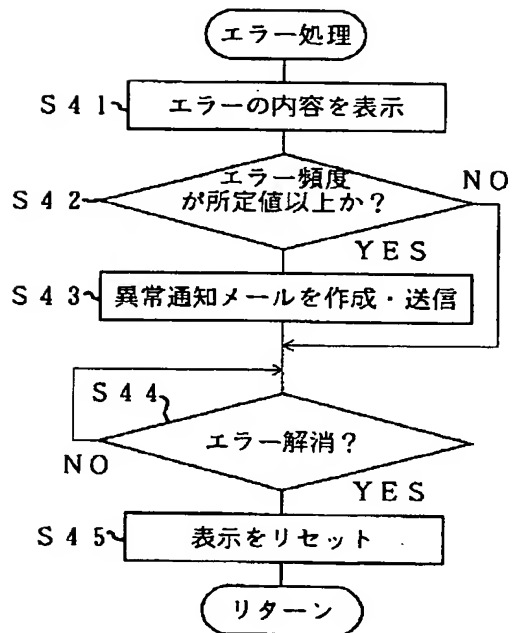 エラー処理
S41
エラーの内容を表示
エラー頻度
が所定値以上か?
S42
NO
YES
S43
異常通知メールを作成・送信
S44
エラー解消?
NO
YES
S45
表示をリセット
リターン